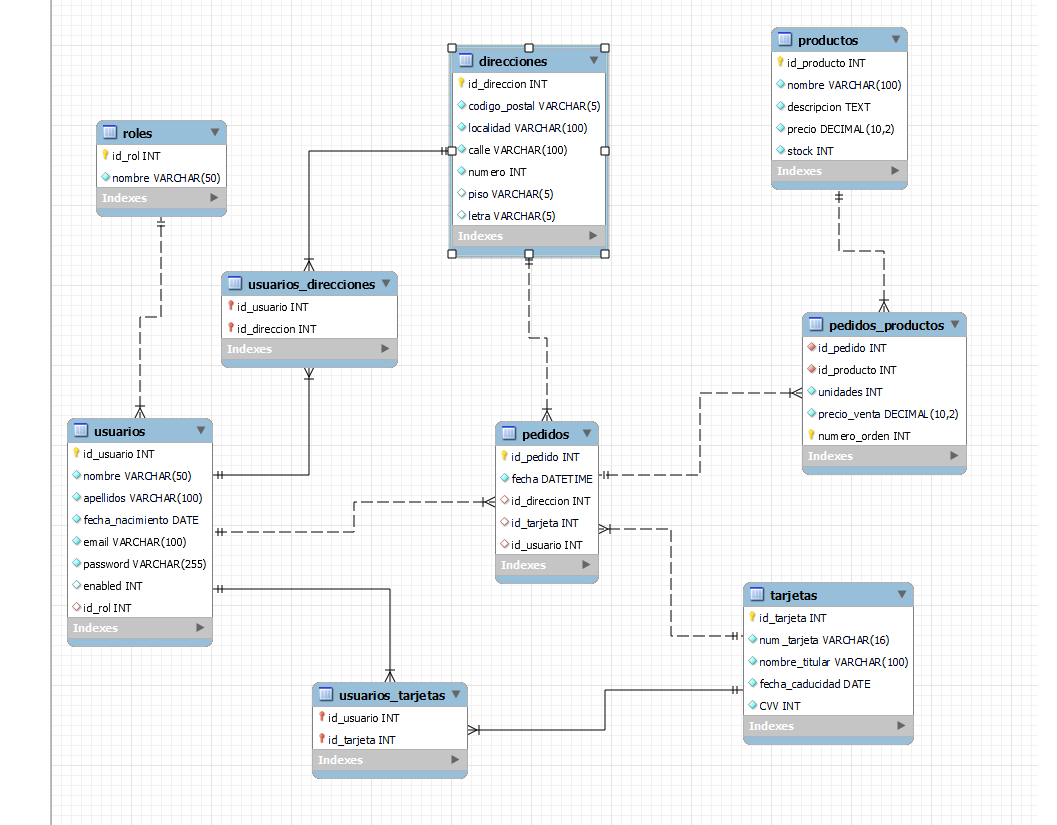 roles
id_rol INT
nombre VARCHAR(50)
Indexes
direcciones
id_direccion INT
codigo_postal VARCHAR(5)
localidad VARCHAR(100)
calle VARCHAR(100)
numero INT
piso VARCHAR(5)
letra VARCHAR(5)
Indexes
productos
id_producto INT
nombre VARCHAR(100)
descripcion TEXT
precio DECIMAL(10,2)
stock INT
Indexes
usuarios_direcciones
id_usuario INT
id_direccion INT
Indexes
pedidos_productos
id_pedido INT
id_producto INT
unidades INT
precio_venta DECIMAL(10,2)
numero_orden INT
Indexes
usuarios
id_usuario INT
nombre VARCHAR(50)
apellidos VARCHAR(100)
fecha_nacimiento DATE
email VARCHAR(100)
password VARCHAR(255)
enabled INT
id_rol INT
Indexes
pedidos
id_pedido INT
fecha DATETIME
id_direccion INT
id_tarjeta INT
id_usuario INT
Indexes
tarjetas
id_tarjeta INT
num_tarjeta VARCHAR(16)
nombre_titular VARCHAR(100)
fecha_caducidad DATE
CVV INT
Indexes
usuarios_tarjetas
id_usuario INT
id_tarjeta INT
Indexes